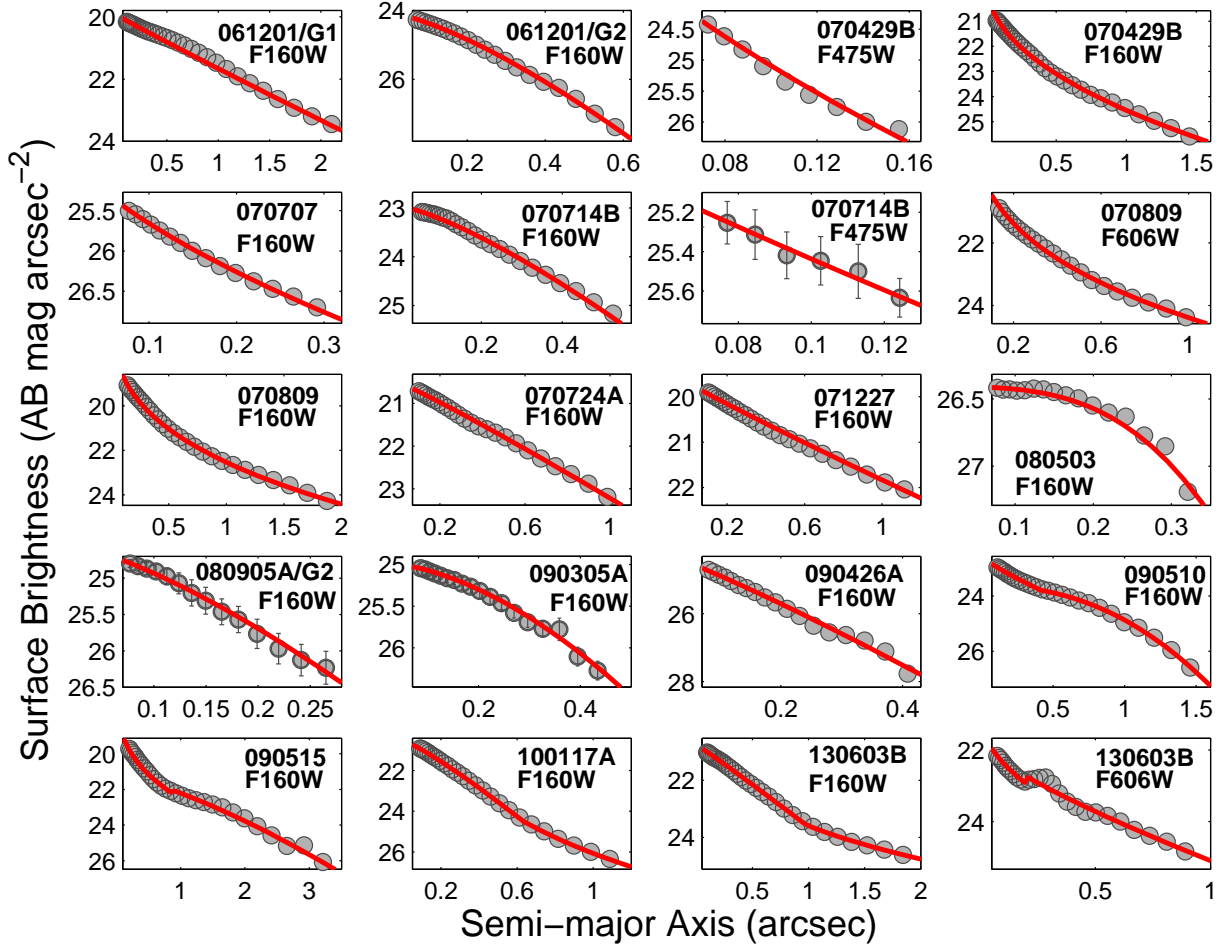 Surface Brightness (AB mag arcsec−2)
20
22
24
061201/G1
F160W
0.5 1 1.5 2
24
26
061201/G2
F160W
0.2 0.4 0.6
24.5
25
25.5
26
070429B
F475W
0.08 0.12 0.16
21
22
23
24
25
070429B
F160W
0.5 1 1.5
25.5
26
26.5
070707
F160W
0.1 0.2 0.3
23
24
25
070714B
F160W
0.2 0.4
25.2
25.4
25.6
070714B
F475W
0.08 0.1 0.12
22
24
070809
F606W
0.2 0.6 1
20
22
24
070809
F160W
0.5 1 1.5 2
21
22
23
070724A
F160W
0.2 0.4 0.6 0.8 1
20
21
22
071227
F160W
0.2 0.6 1
26.5
27
080503
F160W
0.1 0.2 0.3
25
25.5
26
26.5
080905A/G2
F160W
0.1 0.15 0.2 0.25
25
25.5
26
090305A
F160W
0.2 0.4
26
28
090426A
F160W
0.2 0.4
24
26
090510
F160W
0.5 1 1.5
20
22
24
26
090515
F160W
1 2 3
22
24
26
100117A
F160W
0.2 0.6 1
22
24
130603B
F160W
0.5 1 1.5 2
22
24
130603B
F606W
0.5 1
Semi−major Axis (arcsec)